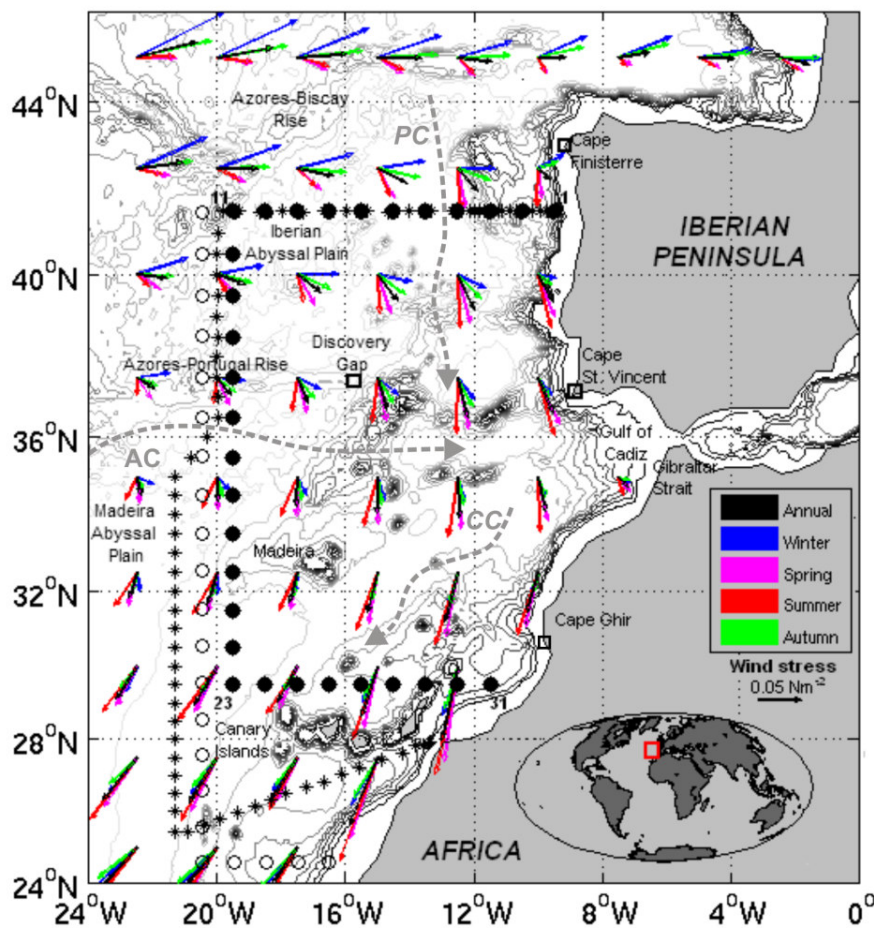 44°N
40°N
36°N
32°N
28°N
24°N
24°W
20°W
16°W
12°W
8°W
4°W
0°
Azores-Biscay
Rise
PC
Cape
Finisterre
11
1
Iberian
Abyssal Plain
IBERIAN
PENINSULA
Discovery
Gap
Azores-Portugal Rise
Cape
St. Vincent
AC
Gulf of
Cadiz
Gibraltar
Strait
Madeira
Abyssal
Plain
CC
Madeira
Cape Ghir
23
31
Canary
Islands
AFRICA
Annual
Winter
Spring
Summer
Autumn
Wind stress
0.05 Nm⁻²